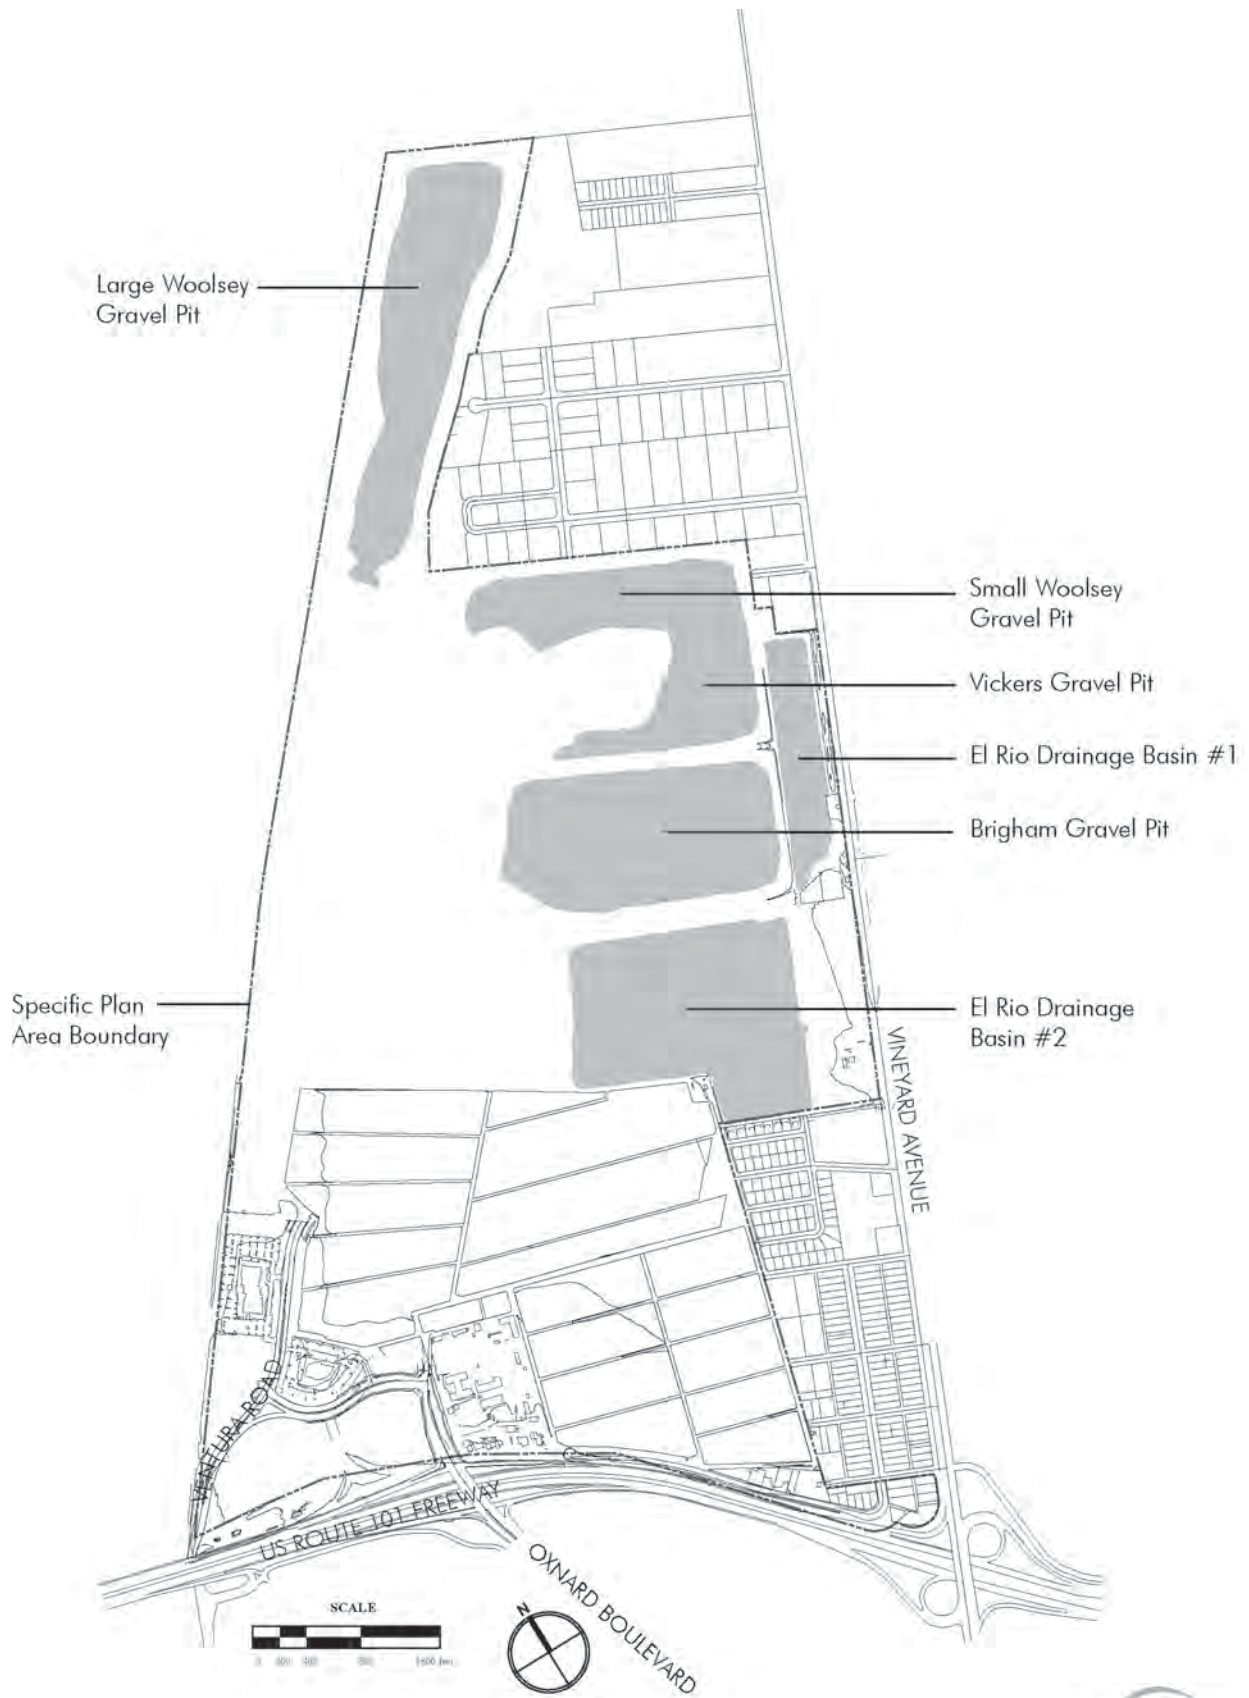 Large Woolsey
Gravel Pit
Small Woolsey
Gravel Pit
Vickers Gravel Pit
El Rio Drainage Basin #1
Brigham Gravel Pit
Specific Plan
Area Boundary
El Rio Drainage
Basin #2
VINEYARD AVENUE
VENTURA ROAD
US ROUTE 101 FREEWAY
OXNARD BOULEVARD
SCALE
N
0